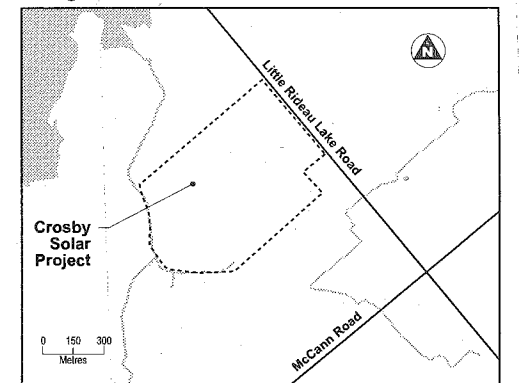 N
Little Rideau Lake Road
Crosby
Solar
Project
0 150 300
Metres
McCann Road